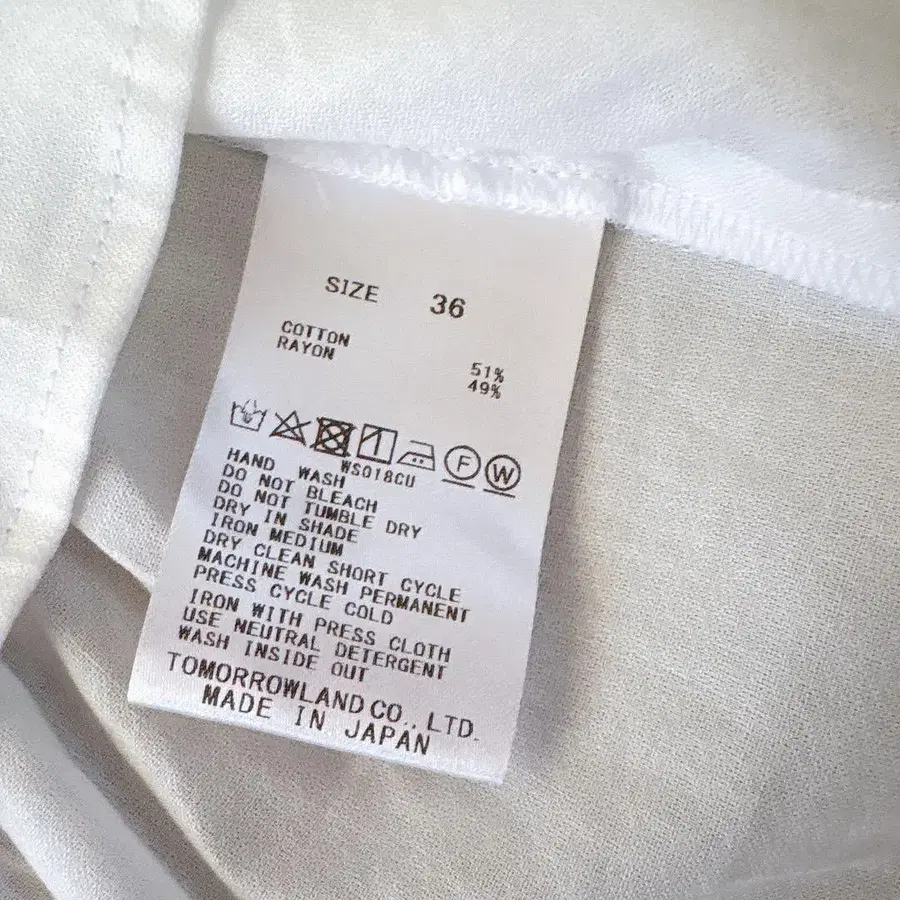 SIZE 36
COTTON 51%
RAYON 49%
F W
WS018CU
HAND WASH
DO NOT BLEACH
DO NOT TUMBLE DRY
DRY IN SHADE
IRON MEDIUM
DRY CLEAN SHORT CYCLE
MACHINE WASH PERMANENT
PRESS CYCLE COLD
IRON WITH PRESS CLOTH
USE NEUTRAL DETERGENT
WASH INSIDE OUT
TOMORROWLAND CO., LTD.
MADE IN JAPAN